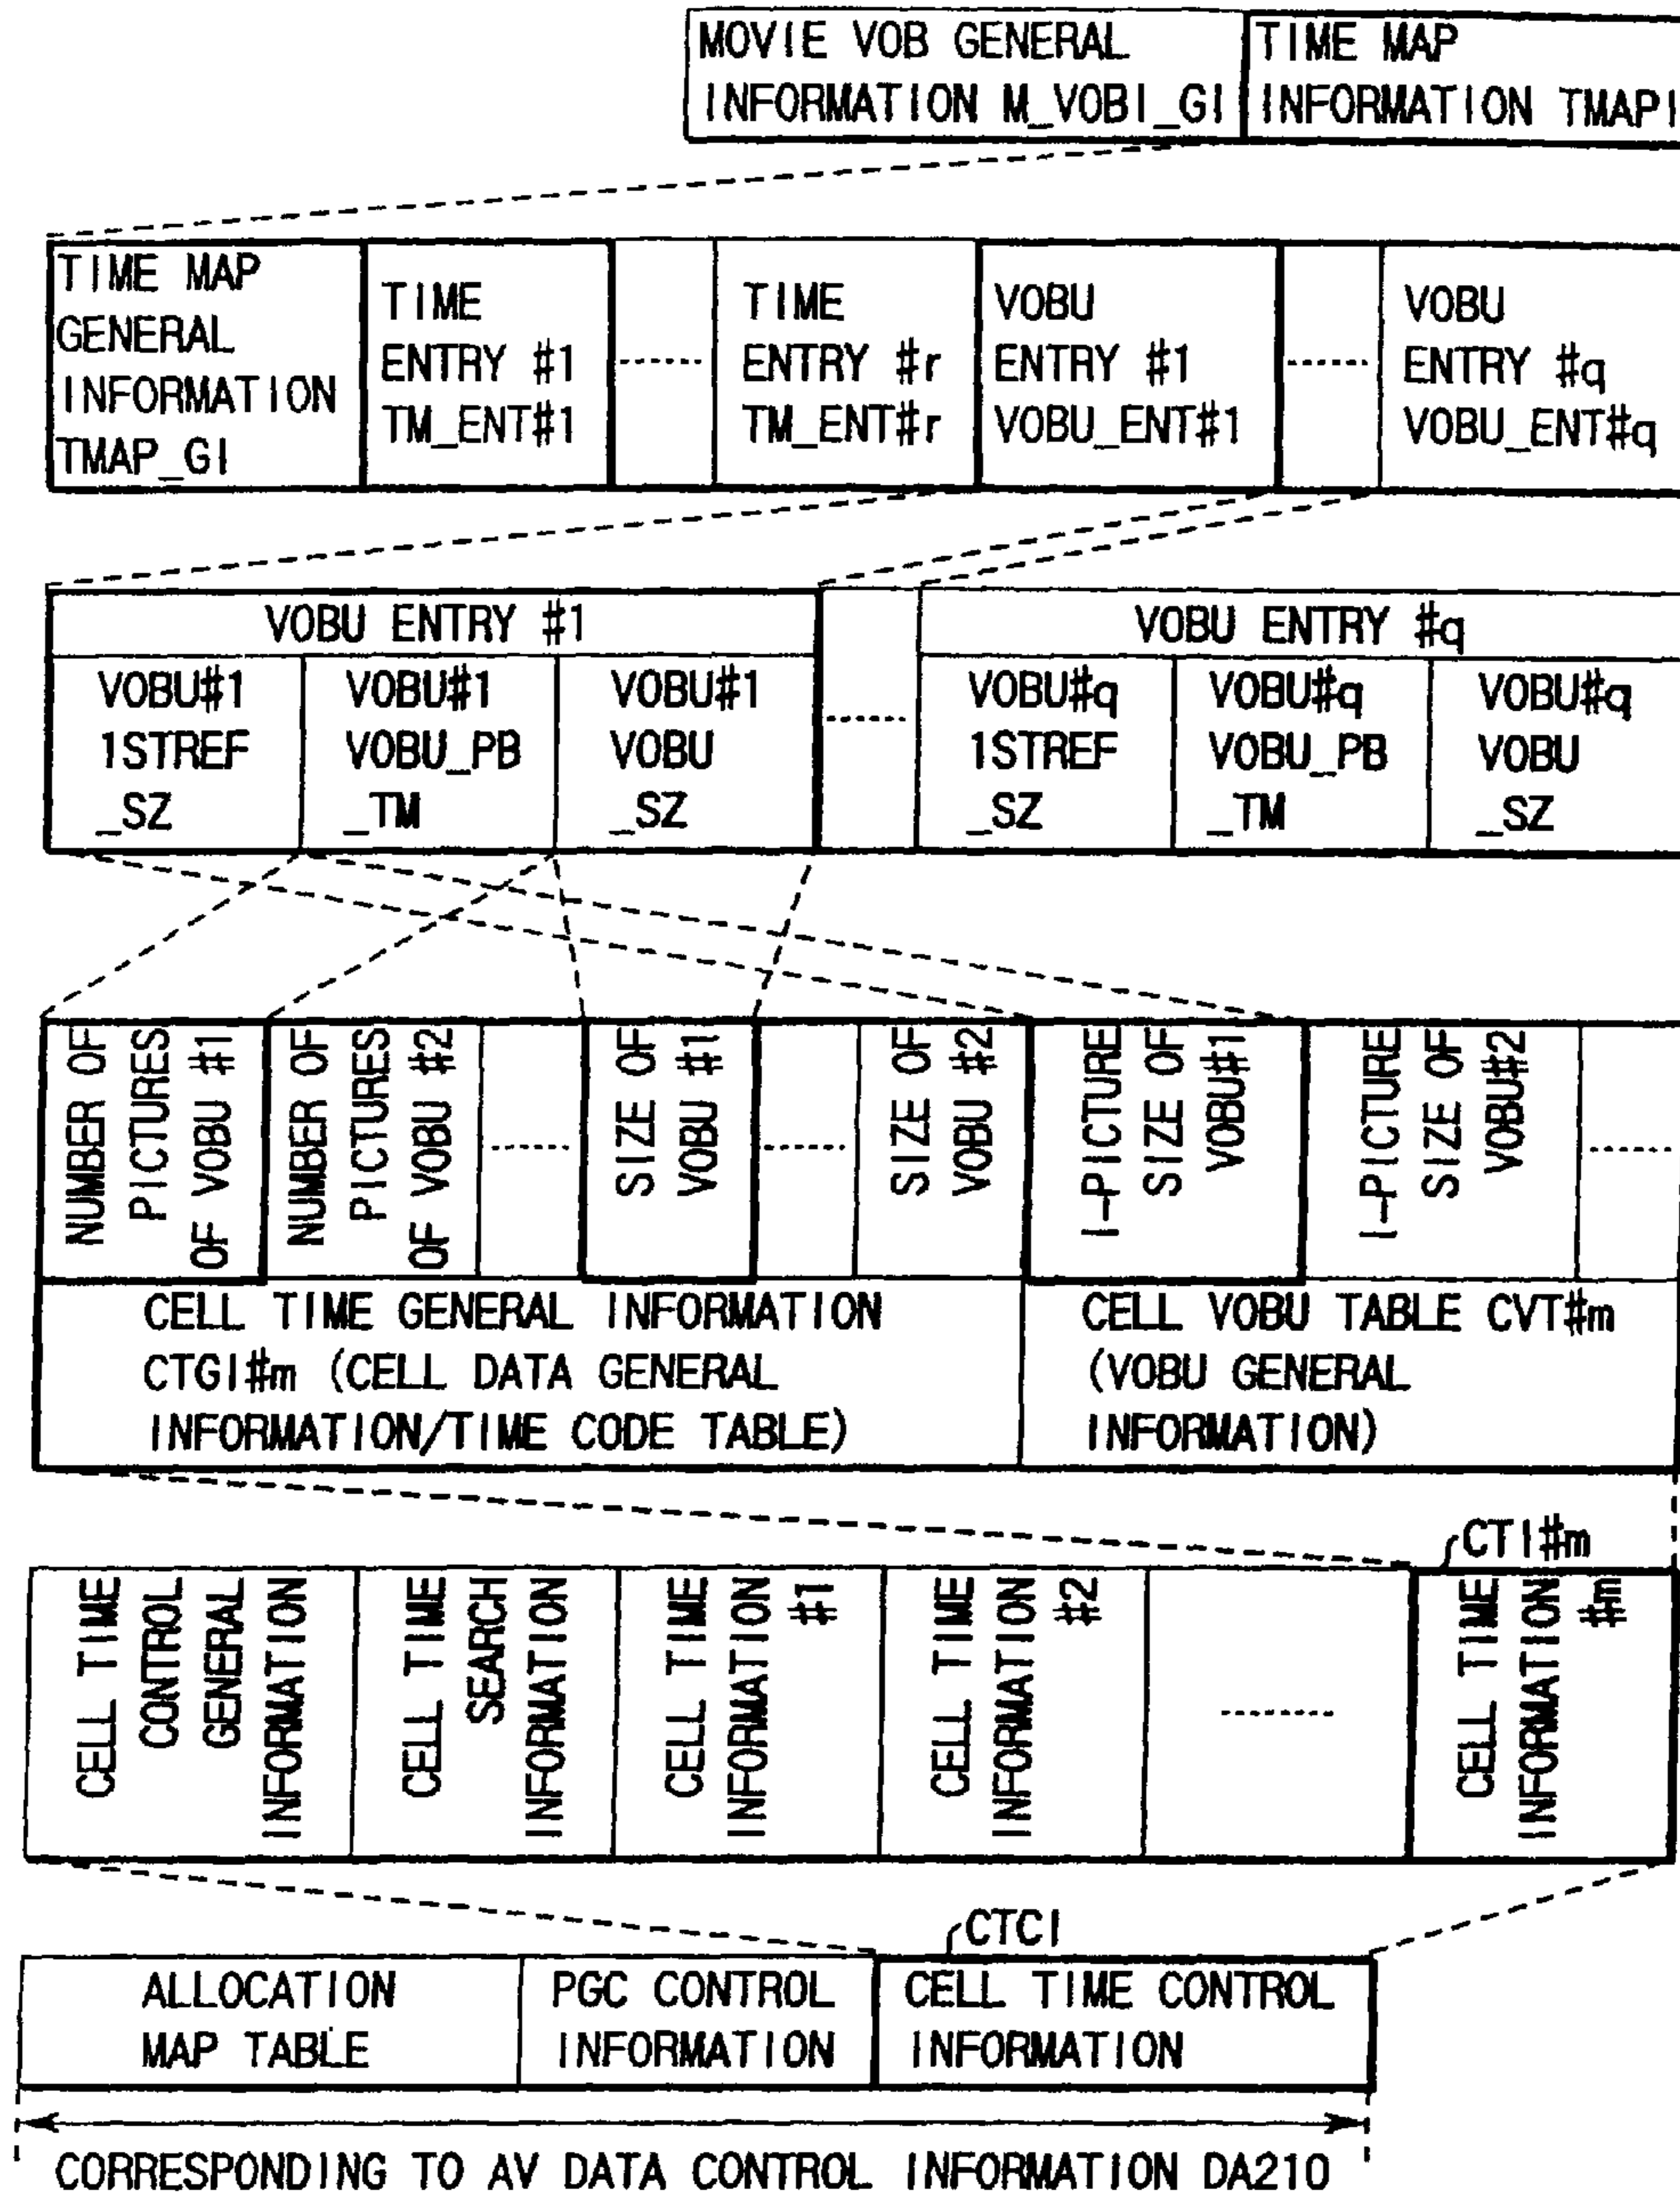 MOVIE VOB GENERAL
INFORMATION M_VOBI_GI
TIME MAP
INFORMATION TMAPI
TIME MAP
GENERAL
INFORMATION
TMAP_GI
TIME
ENTRY #1
TM_ENT#1
TIME
ENTRY #r
TM_ENT#r
VOBU
ENTRY #1
VOBU_ENT#1
VOBU
ENTRY #q
VOBU_ENT#q
VOBU ENTRY #1
VOBU#1
1STREF
_SZ
VOBU#1
VOBU_PB
_TM
VOBU#1
VOBU
_SZ
VOBU ENTRY #q
VOBU#q
1STREF
_SZ
VOBU#q
VOBU_PB
_TM
VOBU#q
VOBU
_SZ
NUMBER OF
PICTURES
OF VOBU #1
NUMBER OF
PICTURES
OF VOBU #2
SIZE OF
VOBU #1
SIZE OF
VOBU #2
I-PICTURE
SIZE OF
VOBU#1
I-PICTURE
SIZE OF
VOBU#2
CELL TIME GENERAL INFORMATION
CTGI#m (CELL DATA GENERAL
INFORMATION/TIME CODE TABLE)
CELL VOBU TABLE CVT#m
(VOBU GENERAL
INFORMATION)
CTI#m
CELL TIME
CONTROL
GENERAL
INFORMATION
CELL TIME
SEARCH
INFORMATION
CELL TIME
INFORMATION
#1
CELL TIME
INFORMATION
#2
CELL TIME
INFORMATION
#m
CTCI
ALLOCATION
MAP TABLE
PGC CONTROL
INFORMATION
CELL TIME CONTROL
INFORMATION
CORRESPONDING TO AV DATA CONTROL INFORMATION DA210